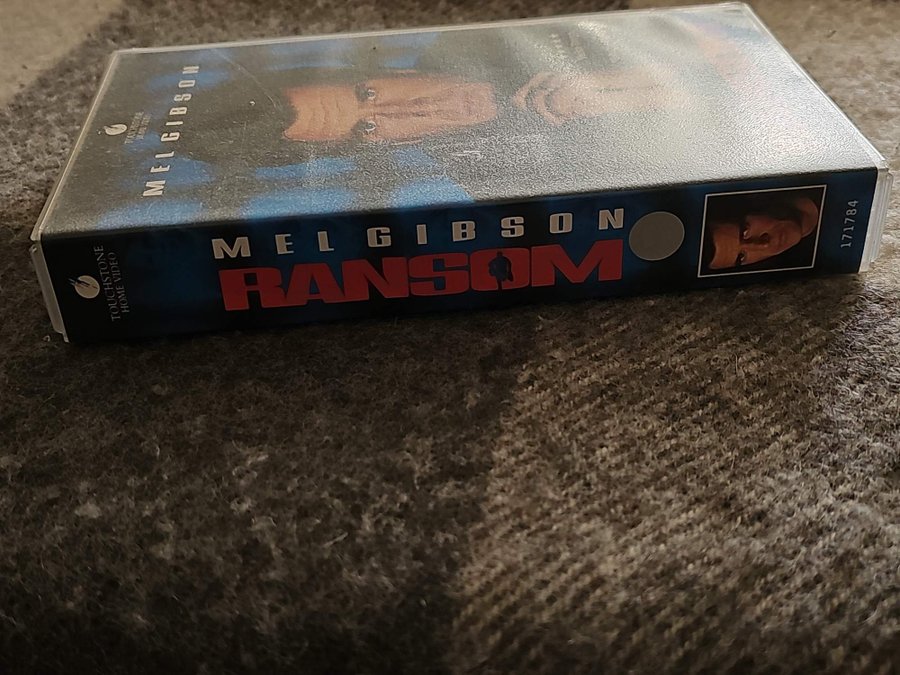 MEL GIBSON
TOUCHSTONE
HOME VIDEO
MEL GIBSON
RANSOM
171784